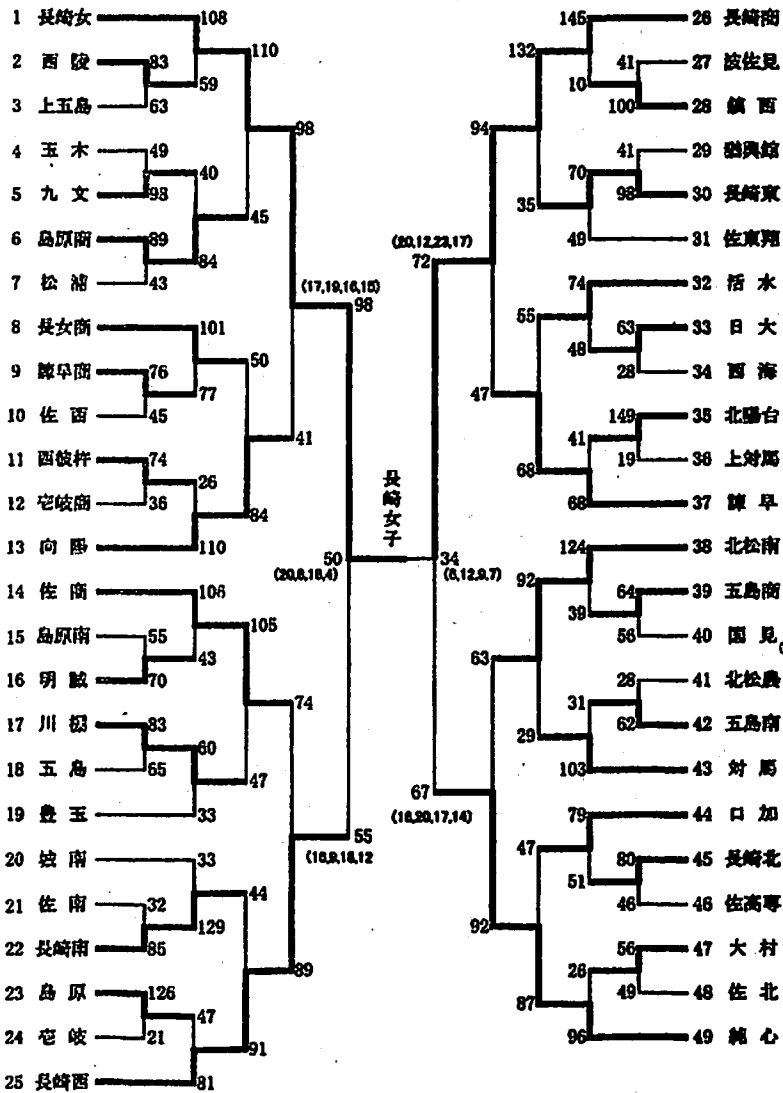 1 長崎女 108
2 西陵 83
59
3 上五島 63
110
4 玉木 49
40
5 九文 93
45
6 島原商 89
84
7 松浦 43
98
8 長女商 101
50
9 諫早商 76
77
10 佐西 45
41
11 西彼杵 74
26
12 壱岐商 36
84
13 向陽 110
(17,19,16,15)
98
14 佐商 106
105
15 島原南 55
43
16 明誠 70
74
17 川棚 83
60
18 五島 65
47
19 豊玉 33
20 33
44
21 佐南 32
129
22 長崎南 85
89
23 島原 126
47
24 壱岐 21
91
25 長崎西 81
55
(16,9,18,12
50
(20,8,18,4)
長崎女子
34
(6,12,9,7)
145 26 長崎商
132
41 27 波佐見
10
100 28 鎮西
94
41 29 猶興館
70
98 30 長崎東
35
49 31 佐東翔
(20,12,23,17)
72
74 32 活水
55
63 33 日大
48
28 34 西海
47
149 35 北陽台
41
19 36 上対馬
68
68 37 諫早
124 38 北松南
92
64 39 五島商
39
56 40 国見
63
28 41 北松農
31
62 42 五島南
29
103 43 対馬
67
(16,20,17,14)
79 44 口加
47
80 45 長崎北
51
46 46 佐高専
92
56 47 大村
26
49 48 佐北
87
96 49 純心